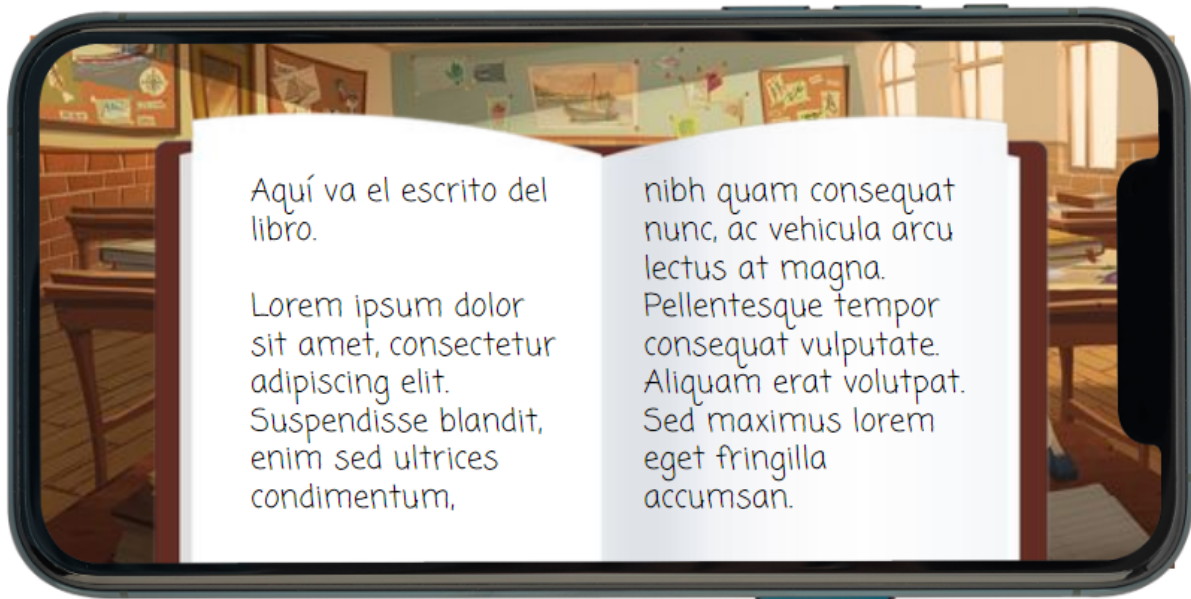 Aquí va el escrito del
libro.
Lorem ipsum dolor
sit amet, consectetur
adipiscing elit.
Suspendisse blandit,
enim sed ultrices
condimentum,
nibh quam consequat
nunc, ac vehicula arcu
lectus at magna.
Pellentesque tempor
consequat vulputate.
Aliquam erat volutpat.
Sed maximus lorem
eget fringilla
accumsan.